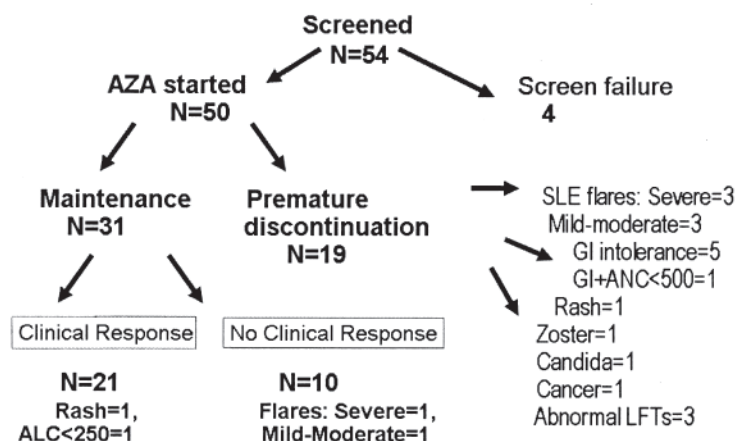 Screened
N=54
AZA started
N=50
Screen failure
4
Maintenance
N=31
Premature
discontinuation
N=19
SLE flares: Severe=3
Mild-moderate=3
GI intolerance=5
GI+ANC<500=1
Rash=1
Zoster=1
Candida=1
Cancer=1
Abnormal LFTs=3
Clinical Response
No Clinical Response
N=21
Rash=1,
ALC<250=1
N=10
Flares: Severe=1,
Mild-Moderate=1